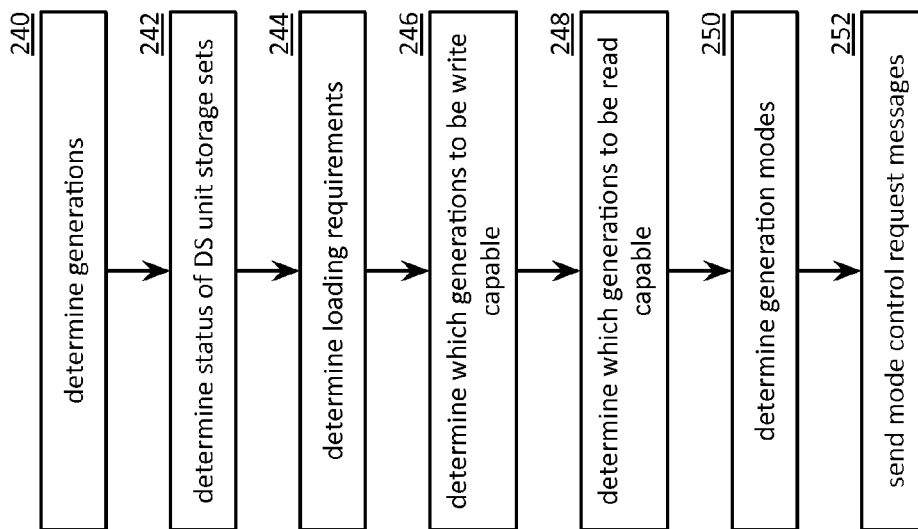 240
determine generations
242
determine status of DS unit storage sets
244
determine loading requirements
246
determine which generations to be write
capable
248
determine which generations to be read
capable
250
determine generation modes
252
send mode control request messages